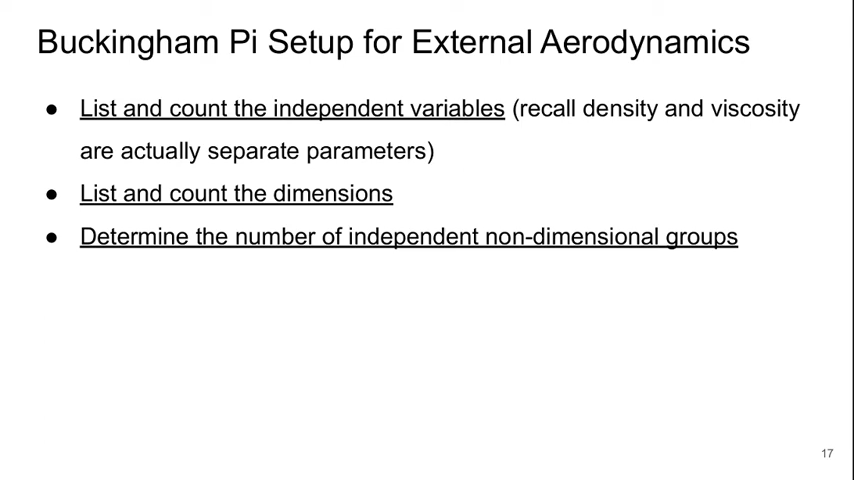 Buckingham Pi Setup for External Aerodynamics
● List and count the independent variables (recall density and viscosity
are actually separate parameters)
● List and count the dimensions
● Determine the number of independent non-dimensional groups
17